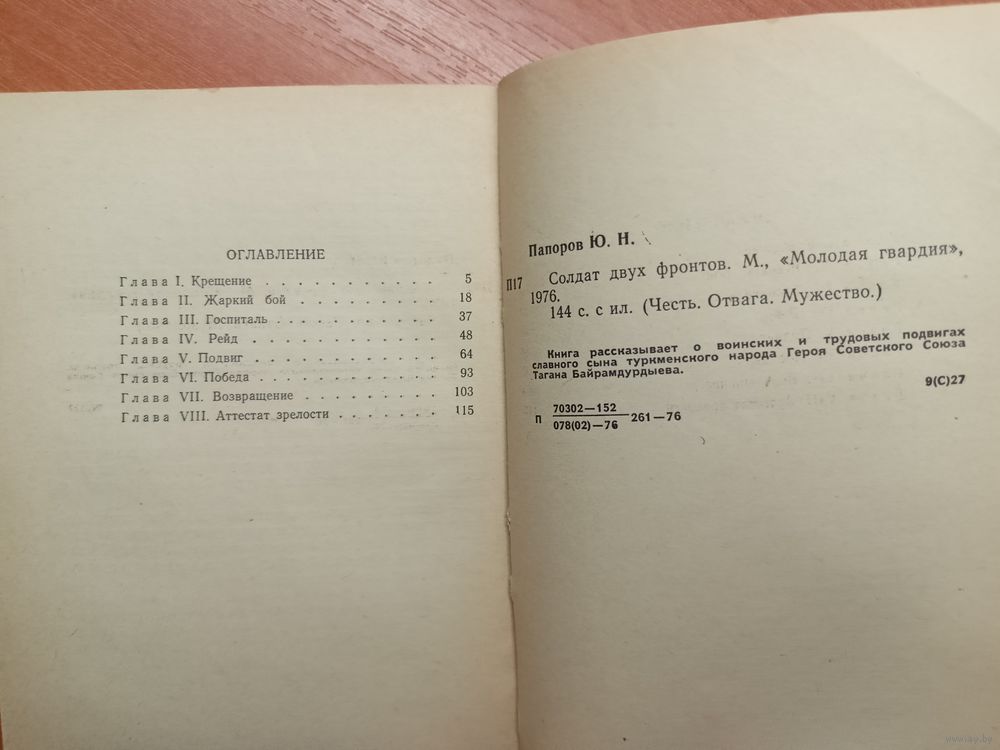 ОГЛАВЛЕНИЕ
Глава I. Крещение . . . . . . . . . . . 5
Глава II. Жаркий бой . . . . . . . . . 18
Глава III. Госпиталь . . . . . . . . . . 37
Глава IV. Рейд . . . . . . . . . . . . 48
Глава V. Подвиг . . . . . . . . . . . . 64
Глава VI. Победа . . . . . . . . . . . 93
Глава VII. Возвращение . . . . . . . . . 103
Глава VIII. Аттестат зрелости . . . . . . . 115
Папоров Ю. Н.
П17 Солдат двух фронтов. М., «Молодая гвардия»,
1976.
144 с. с ил. (Честь. Отвага. Мужество.)
Книга рассказывает о воинских и трудовых подвигах
славного сына туркменского народа Героя Советского Союза
Тагана Байрамдурдыева.
9(С)27
П 70302—152
078(02)—76 261—76
www.ay.by